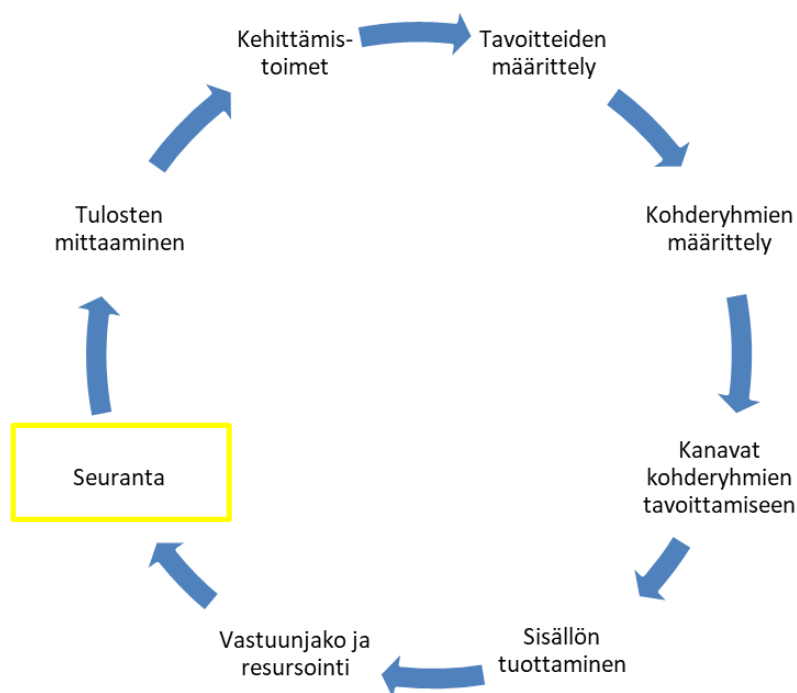 Kehittämis-
toimet
Tavoitteiden
määrittely
Kohderyhmien
määrittely
Kanavat
kohderyhmien
tavoittamiseen
Sisällön
tuottaminen
Vastuunjako ja
resursointi
Seuranta
Tulosten
mittaaminen